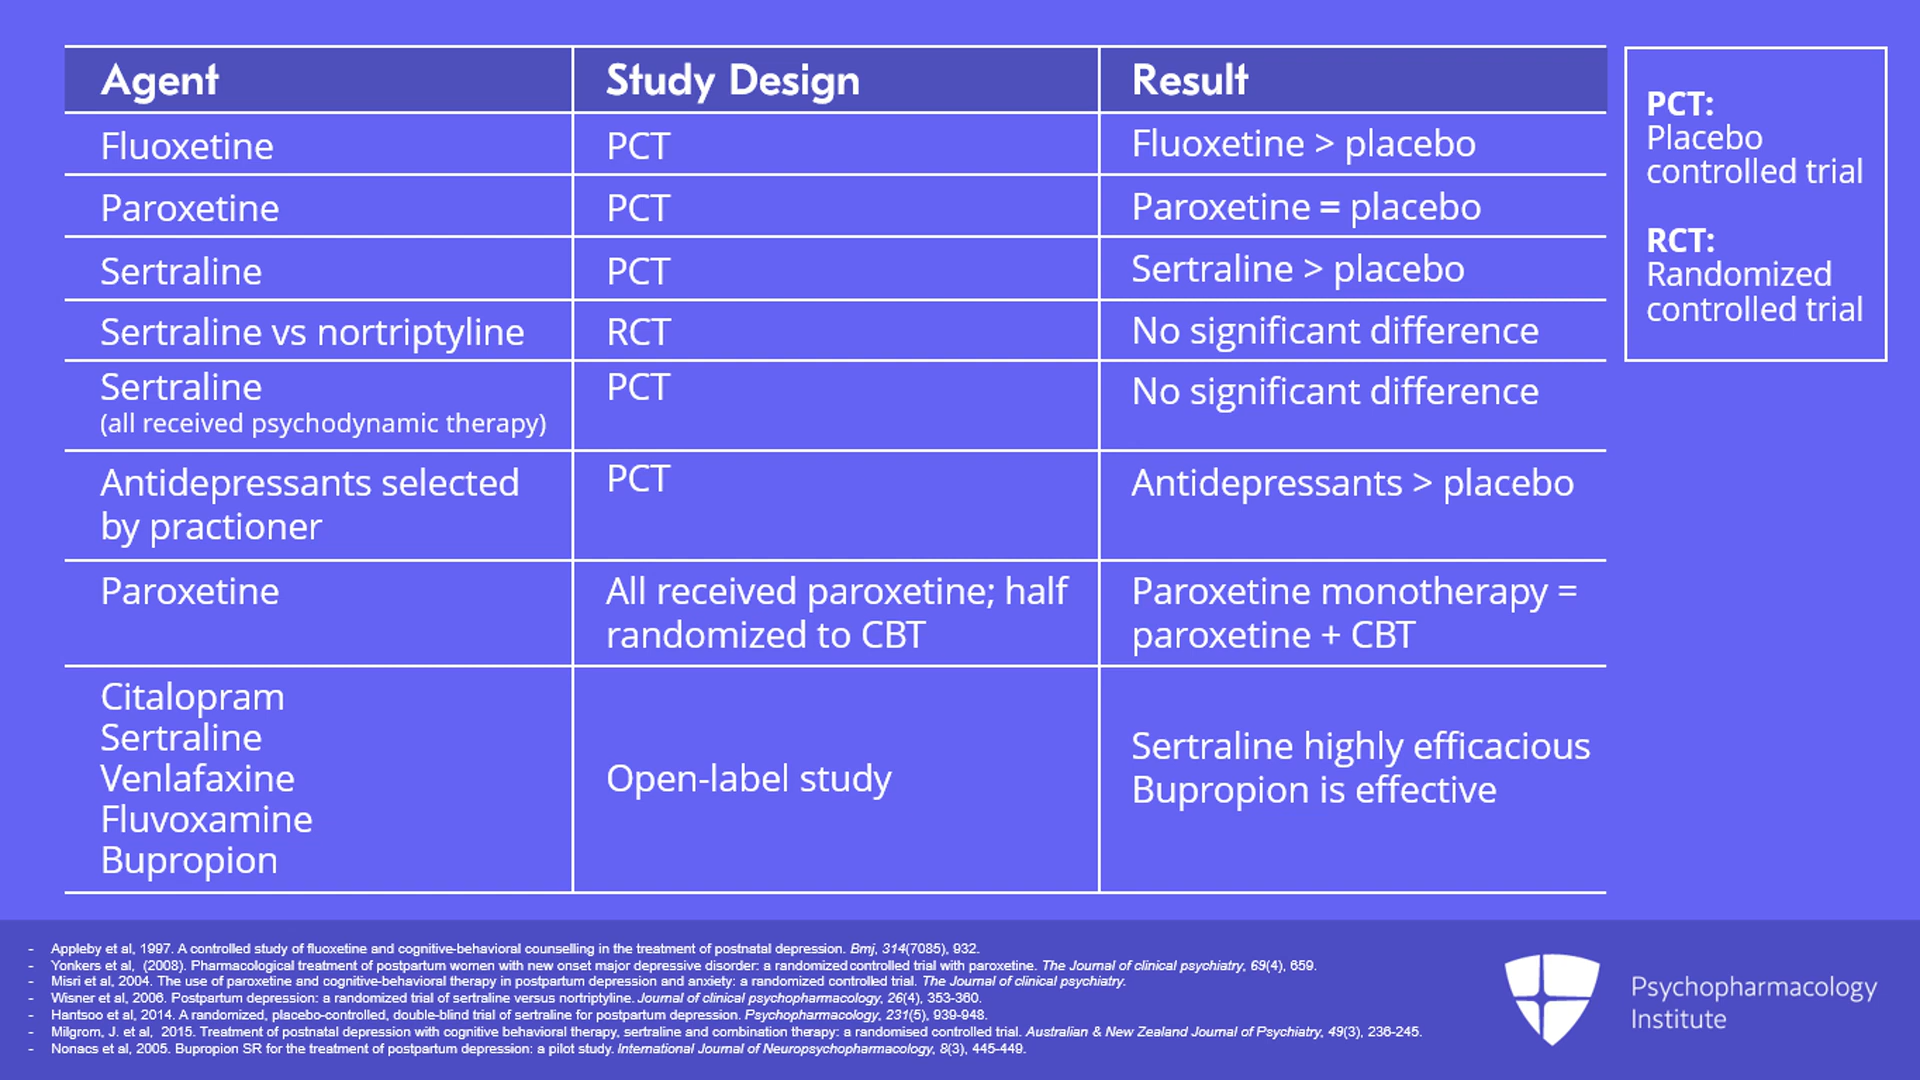 Agent Study Design Result
Fluoxetine PCT Fluoxetine > placebo
Paroxetine PCT Paroxetine = placebo
Sertraline PCT Sertraline > placebo
Sertraline vs nortriptyline RCT No significant difference
Sertraline PCT No significant difference
(all received psychodynamic therapy)
Antidepressants selected PCT Antidepressants > placebo
by practioner
Paroxetine All received paroxetine; half Paroxetine monotherapy =
randomized to CBT paroxetine + CBT
Citalopram
Sertraline
Venlafaxine
Fluvoxamine
Bupropion
Open-label study
Sertraline highly efficacious
Bupropion is effective
PCT:
Placebo
controlled trial
RCT:
Randomized
controlled trial
- Appleby et al, 1997. A controlled study of fluoxetine and cognitive-behavioral counselling in the treatment of postnatal depression. Bmj, 314(7085), 932.
- Yonkers et al, (2008). Pharmacological treatment of postpartum women with new onset major depressive disorder: a randomized controlled trial with paroxetine. The Journal of clinical psychiatry, 69(4), 659.
- Misri et al, 2004. The use of paroxetine and cognitive-behavioral therapy in postpartum depression and anxiety: a randomized controlled trial. The Journal of clinical psychiatry.
- Wisner et al, 2006. Postpartum depression: a randomized trial of sertraline versus nortriptyline. Journal of clinical psychopharmacology, 26(4), 353-360.
- Hantsoo et al, 2014. A randomized, placebo-controlled, double-blind trial of sertraline for postpartum depression. Psychopharmacology, 231(5), 939-948.
- Milgrom, J. et al, 2015. Treatment of postnatal depression with cognitive behavioral therapy, sertraline and combination therapy: a randomised controlled trial. Australian & New Zealand Journal of Psychiatry, 49(3), 236-245.
- Nonacs et al, 2005. Bupropion SR for the treatment of postpartum depression: a pilot study. International Journal of Neuropsychopharmacology, 8(3), 445-449.
Psychopharmacology
Institute